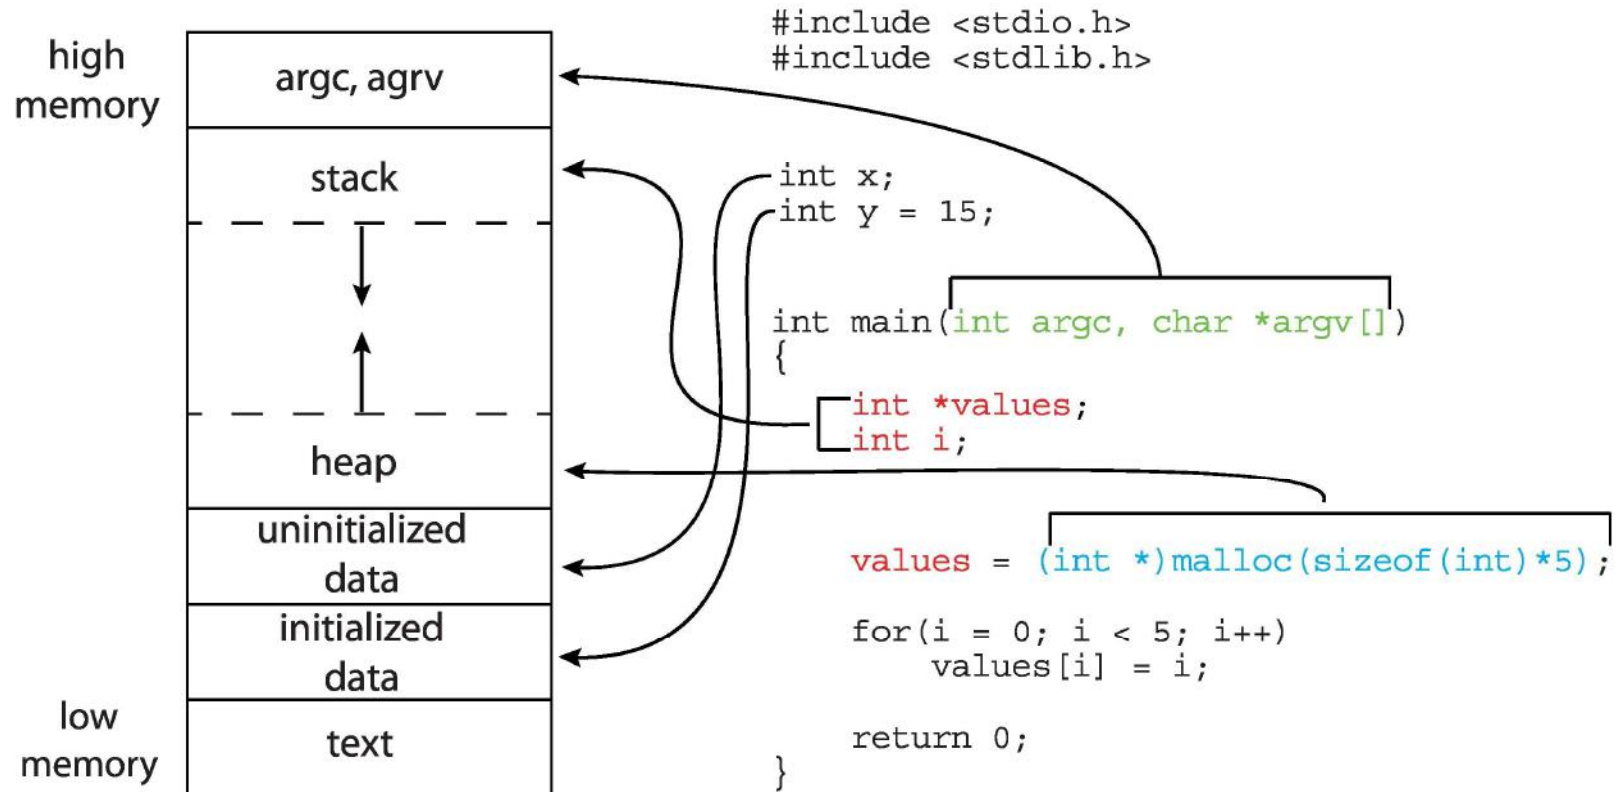 high
memory
argc, agrv
stack
heap
uninitialized
data
initialized
data
text
low
memory
#include <stdio.h>
#include <stdlib.h>
int x;
int y = 15;
int main(int argc, char *argv[])
{
int *values;
int i;
values = (int *)malloc(sizeof(int)*5);
for(i = 0; i < 5; i++)
values[i] = i;
return 0;
}